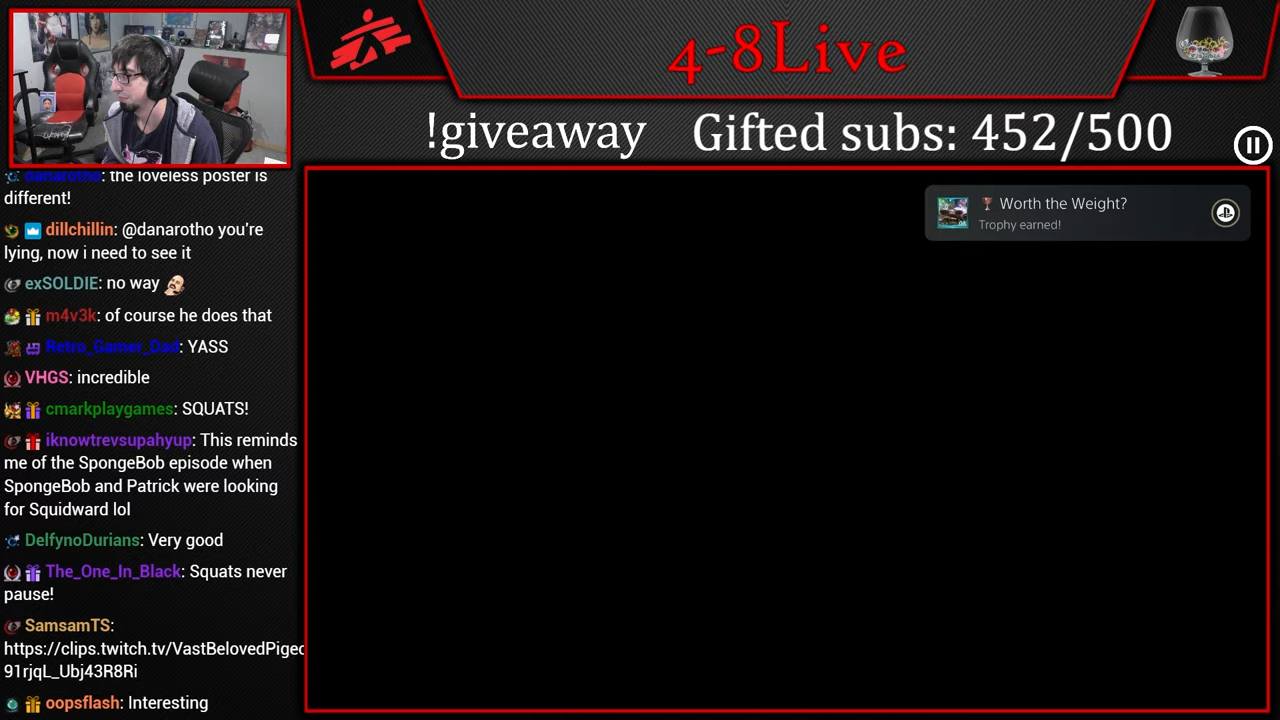 4-8Live
!giveaway Gifted subs: 452/500
danarotho: the loveless poster is
different!
dillchillin: @danarotho you're
lying, now i need to see it
exSOLDIE: no way
m4v3k: of course he does that
Retro_Gamer_Dad: YASS
VHGS: incredible
cmarkplaygames: SQUATS!
iknowtrevsupahyup: This reminds
me of the SpongeBob episode when
SpongeBob and Patrick were looking
for Squidward lol
DelfynoDurians: Very good
The_One_In_Black: Squats never
pause!
SamsamTS:
https://clips.twitch.tv/VastBelovedPigeo
91rjqL_Ubj43R8Ri
oopsflash: Interesting
Worth the Weight?
Trophy earned!